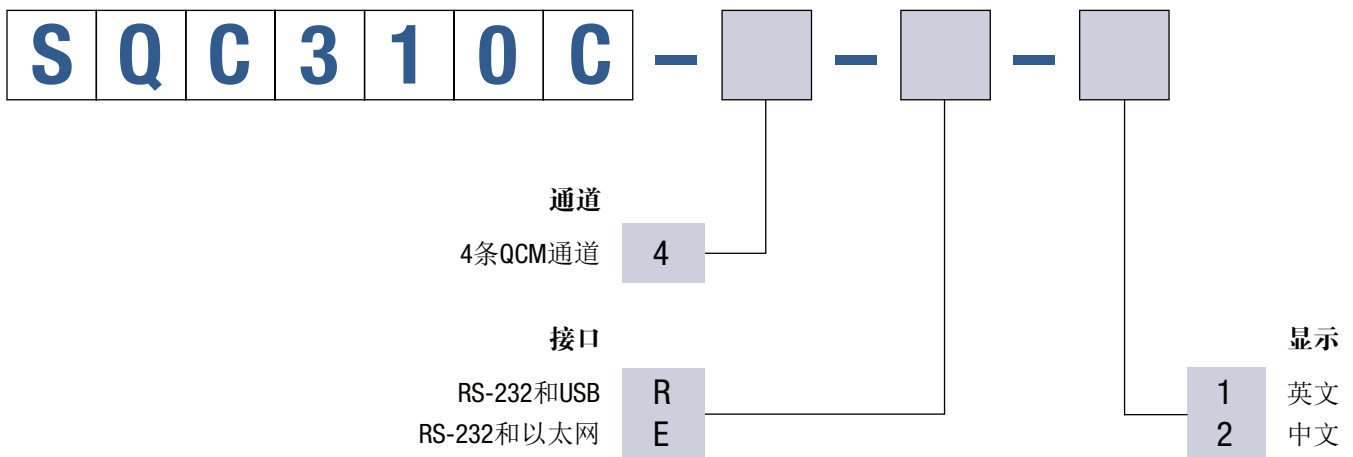 SQC310C - - -
通道
4条QCM通道 4
接口
RS-232和USB R
RS-232和以太网 E
显示
1 英文
2 中文